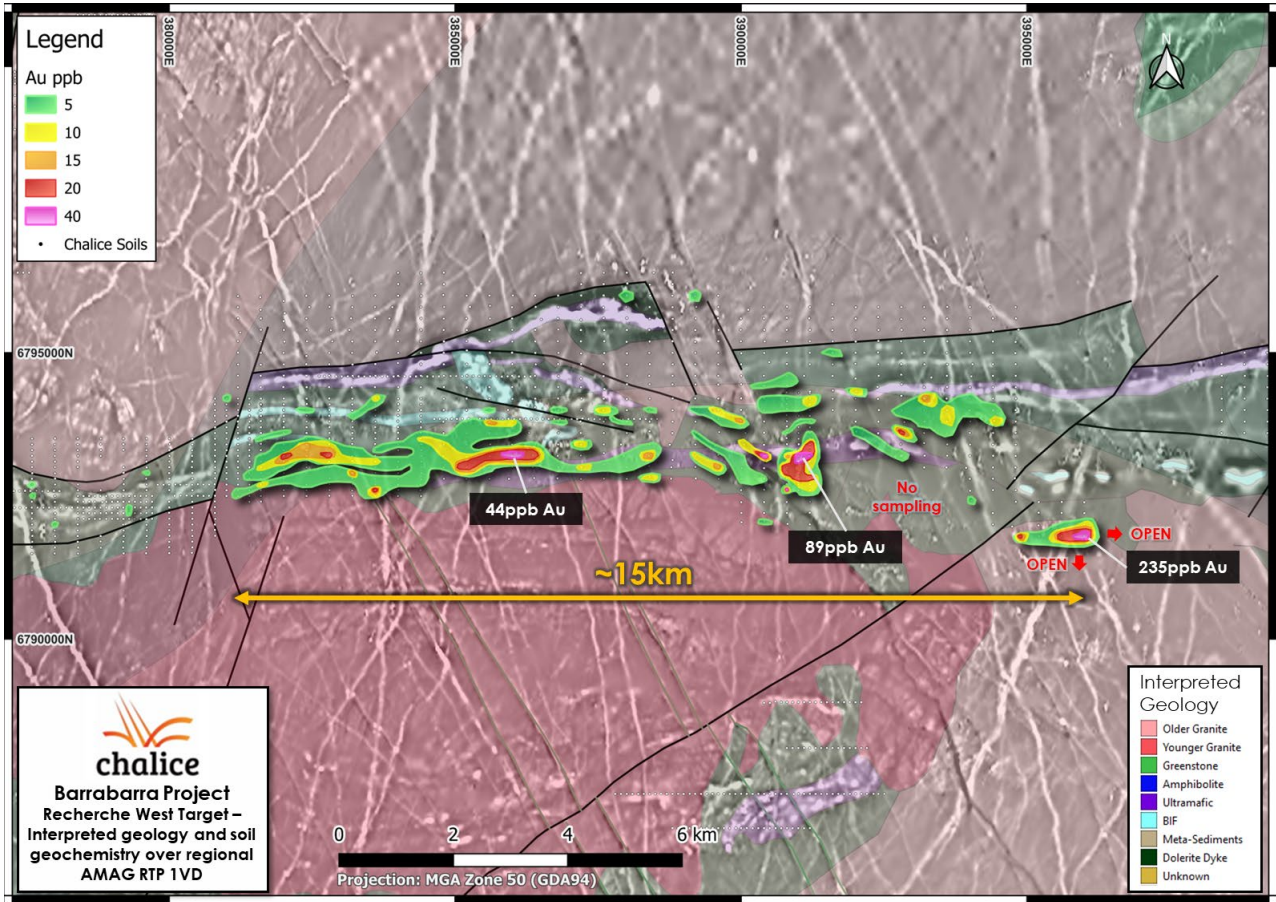 Legend
Au ppb
5
10
15
20
40
Chalice Soils
380000E
385000E
390000E
395000E
N
6795000N
6790000N
44ppb Au
89ppb Au
No
sampling
OPEN
OPEN
235ppb Au
~15km
chalice
Barrabarra Project
Recherche West Target –
Interpreted geology and soil
geochemistry over regional
AMAG RTP 1VD
0 2 4 6 km
Projection: MGA Zone 50 (GDA94)
Interpreted
Geology
Older Granite
Younger Granite
Greenstone
Amphibolite
Ultramafic
BIF
Meta-Sediments
Dolerite Dyke
Unknown